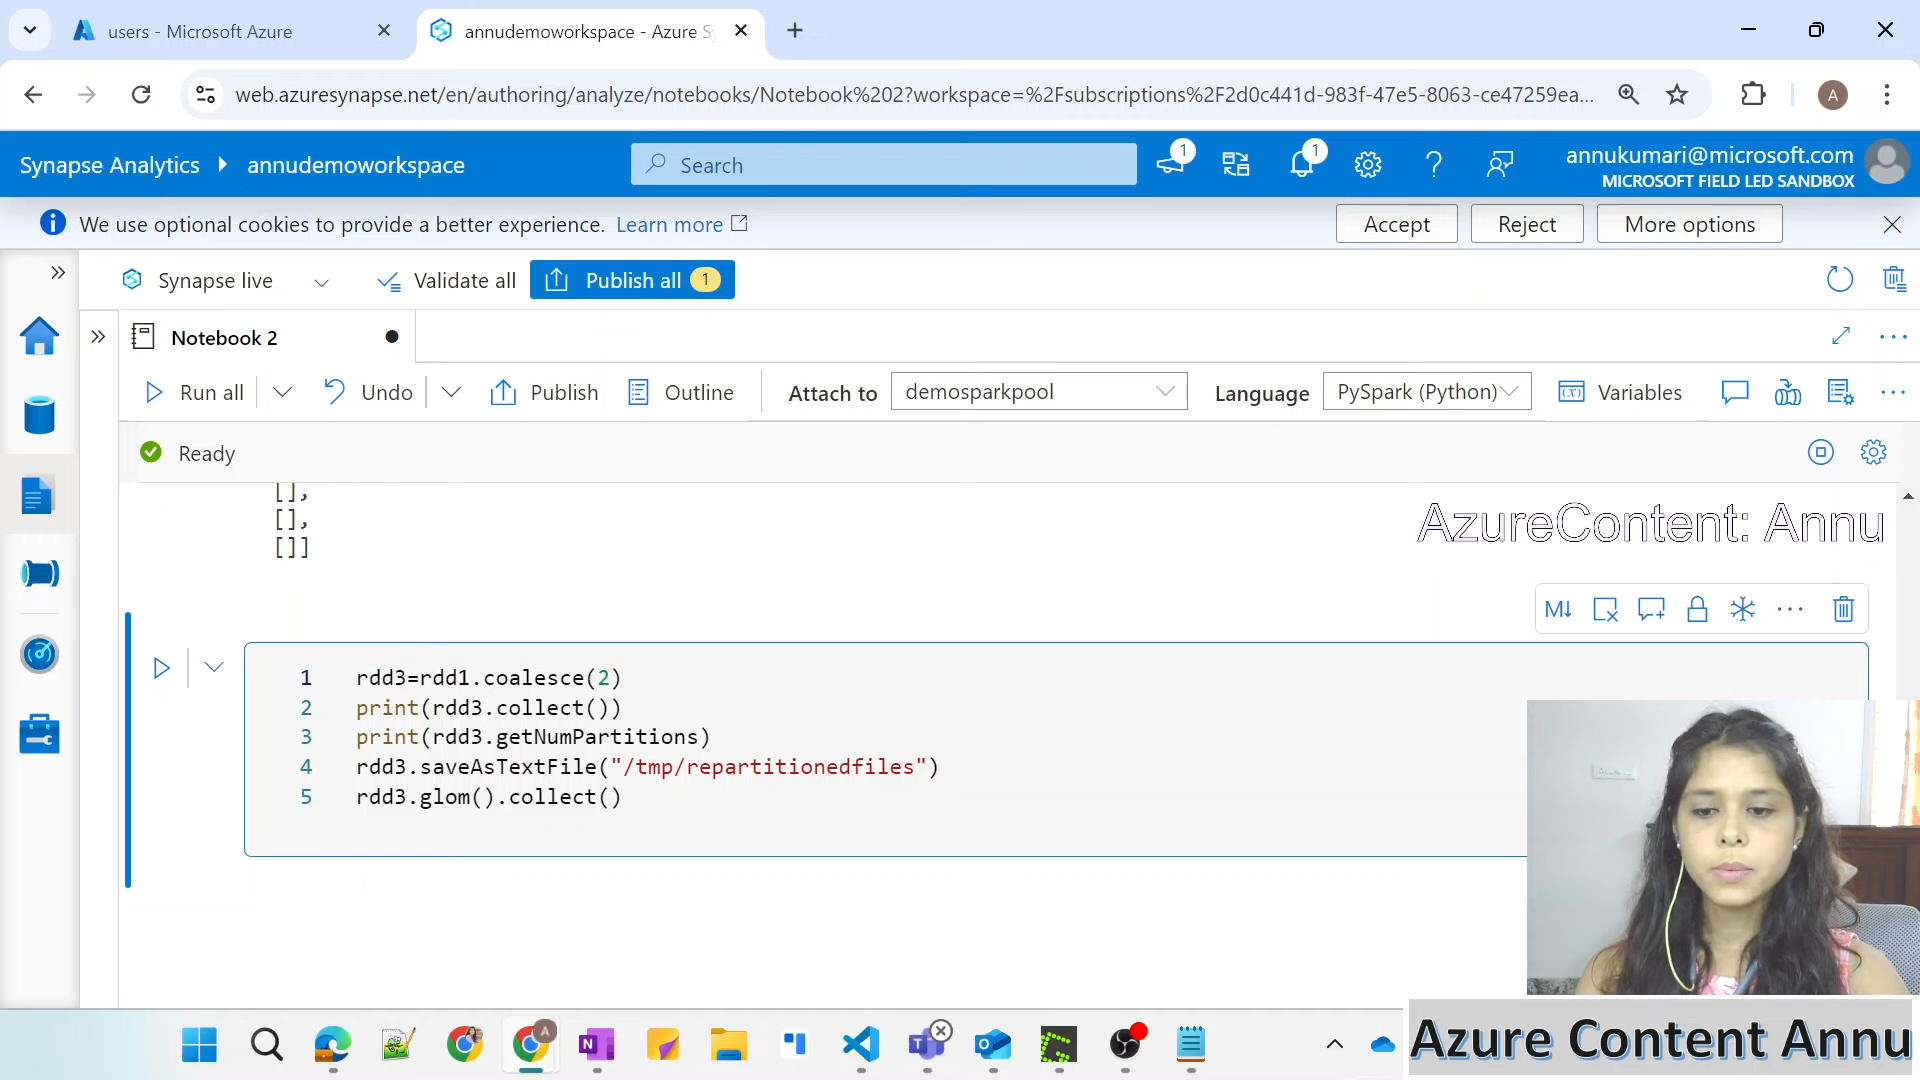 users - Microsoft Azure
annudemoworkspace - Azure S
web.azuresynapse.net/en/authoring/analyze/notebooks/Notebook%202?workspace=%2Fsubscriptions%2F2d0c441d-983f-47e5-8063-ce47259ea...
A
Synapse Analytics annudemoworkspace
Search
1
1
annukumari@microsoft.com
MICROSOFT FIELD LED SANDBOX
We use optional cookies to provide a better experience. Learn more
Accept
Reject
More options
Synapse live
Validate all
Publish all 1
Notebook 2
Run all
Undo
Publish
Outline
Attach to demosparkpool
Language PySpark (Python)
Variables
Ready
[],
[],
[]]
AzureContent: Annu
M↓
1 rdd3=rdd1.coalesce(2)
2 print(rdd3.collect())
3 print(rdd3.getNumPartitions)
4 rdd3.saveAsTextFile("/tmp/repartitionedfiles")
5 rdd3.glom().collect()
Azure Content Annu